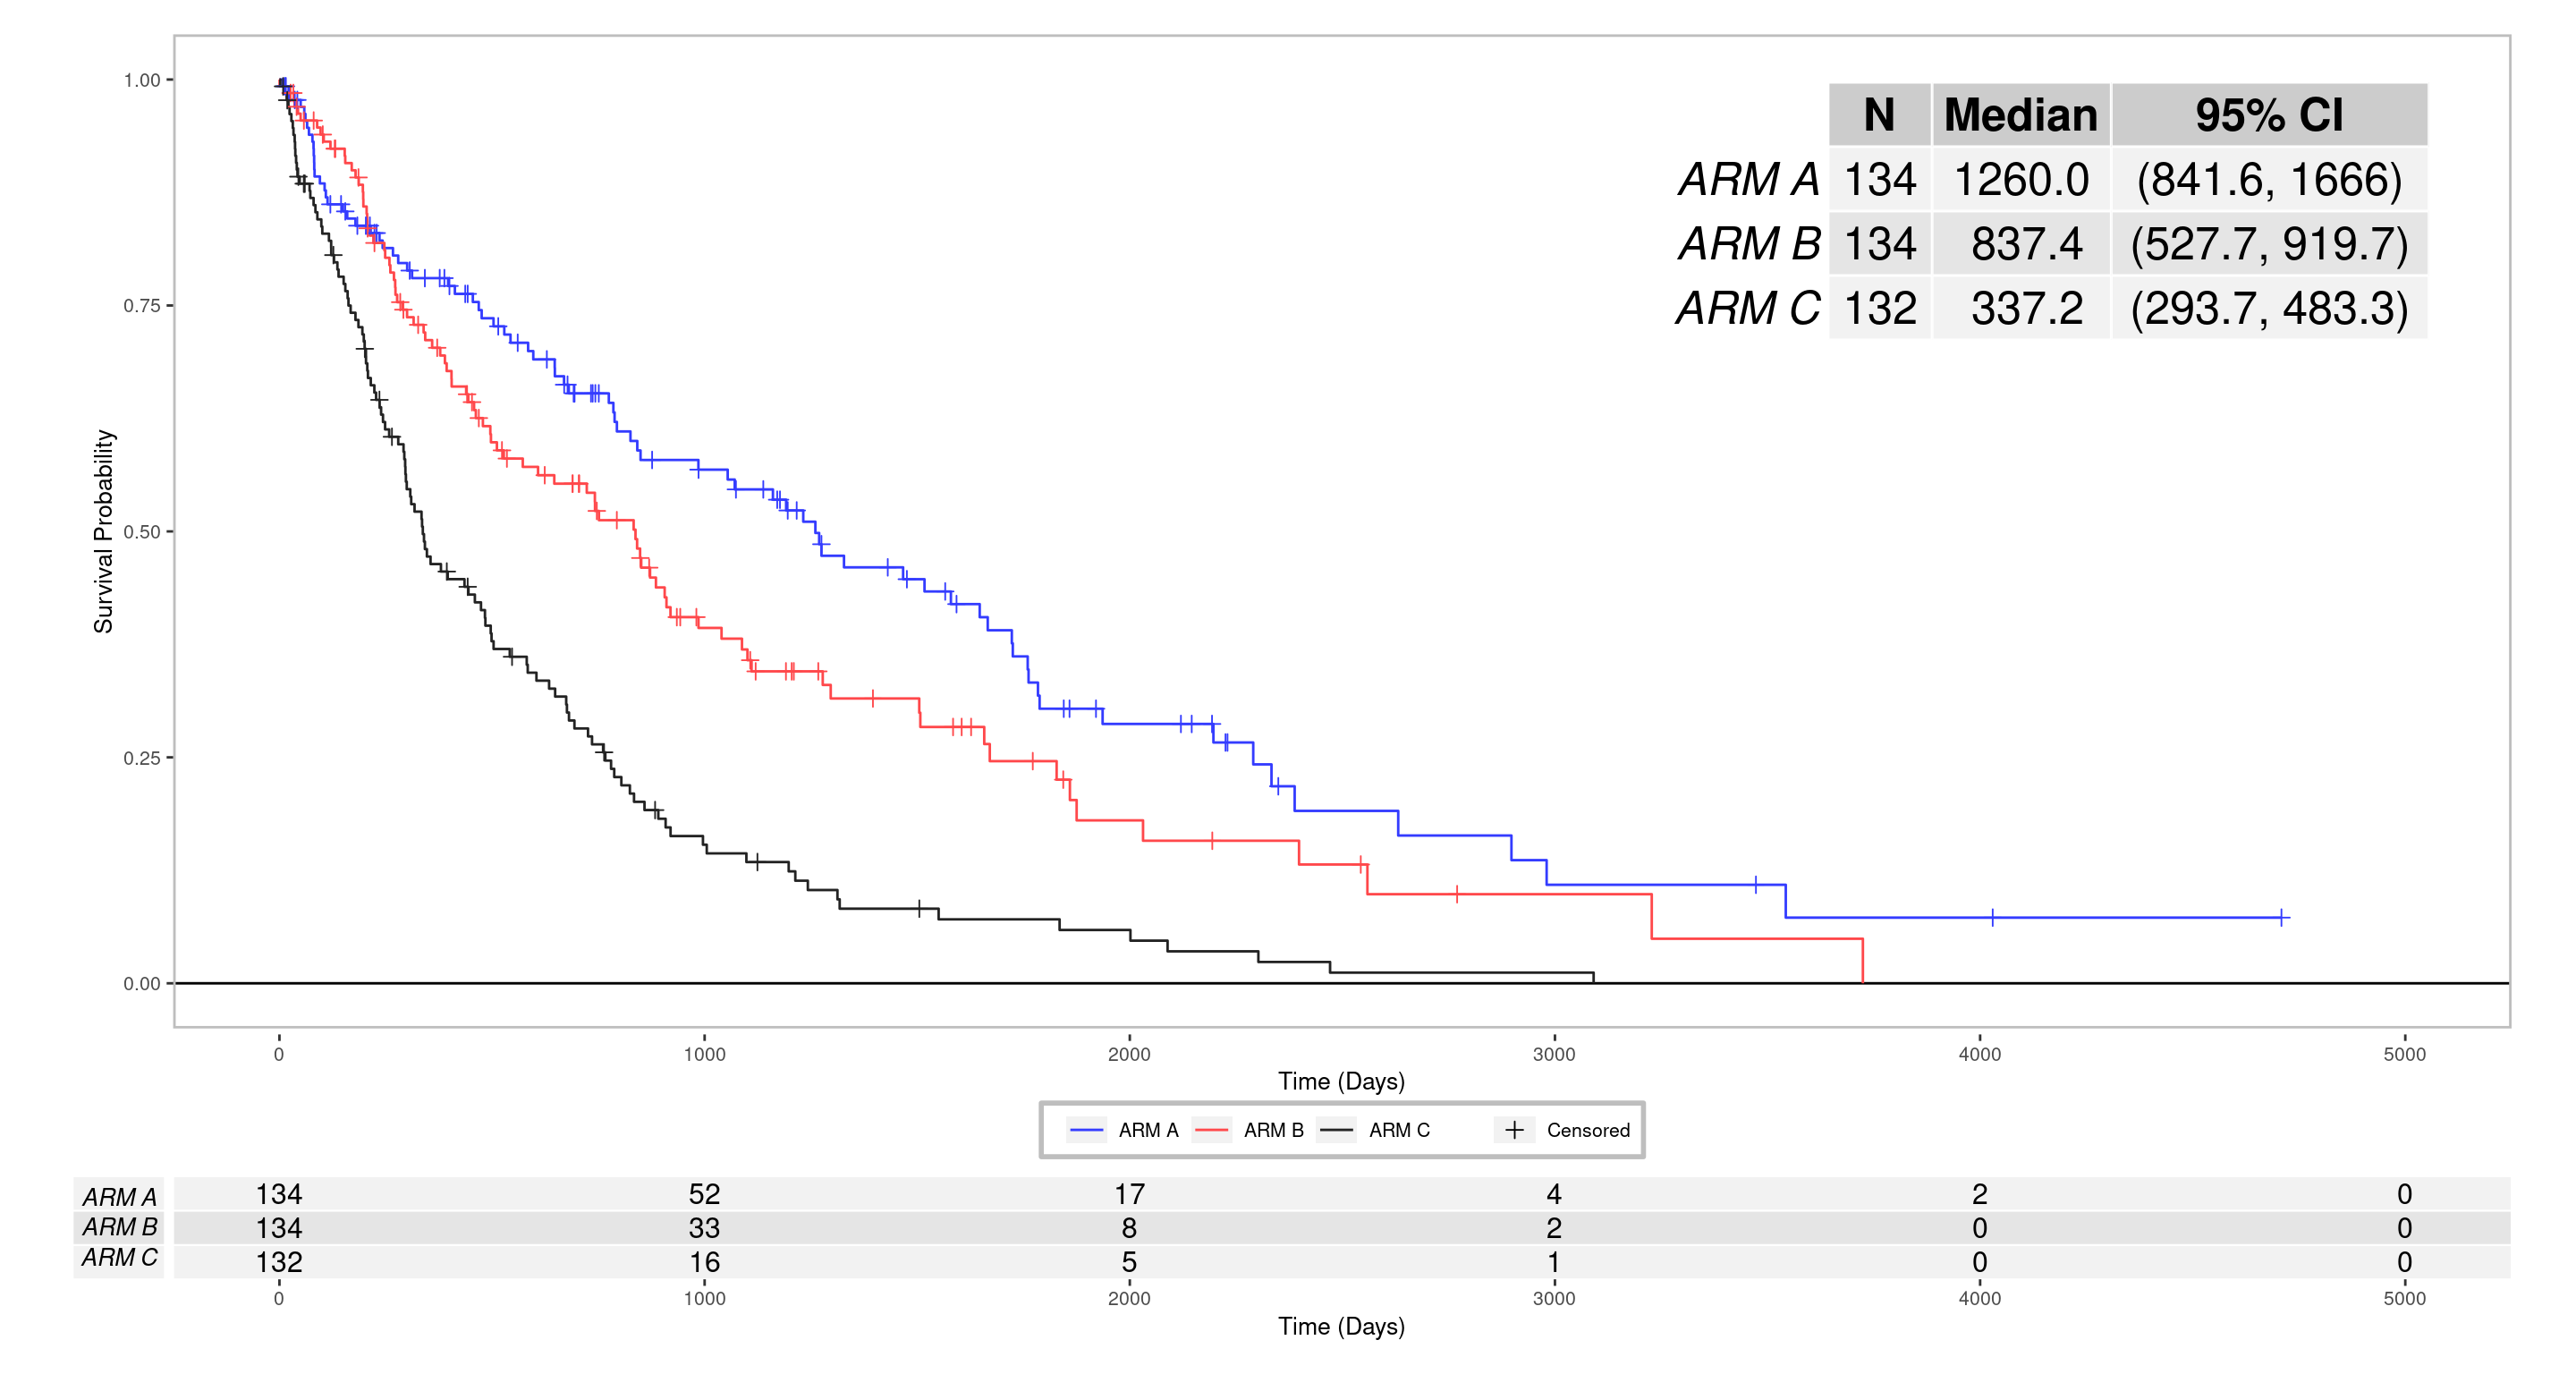 N Median 95% CI
ARM A 134 1260.0 (841.6, 1666)
ARM B 134 837.4 (527.7, 919.7)
ARM C 132 337.2 (293.7, 483.3)
Survival Probability
1.00
0.75
0.50
0.25
0.00
0 1000 2000 3000 4000 5000
Time (Days)
ARM A ARM B ARM C Censored
ARM A 134 52 17 4 2 0
ARM B 134 33 8 2 0 0
ARM C 132 16 5 1 0 0
0 1000 2000 3000 4000 5000
Time (Days)